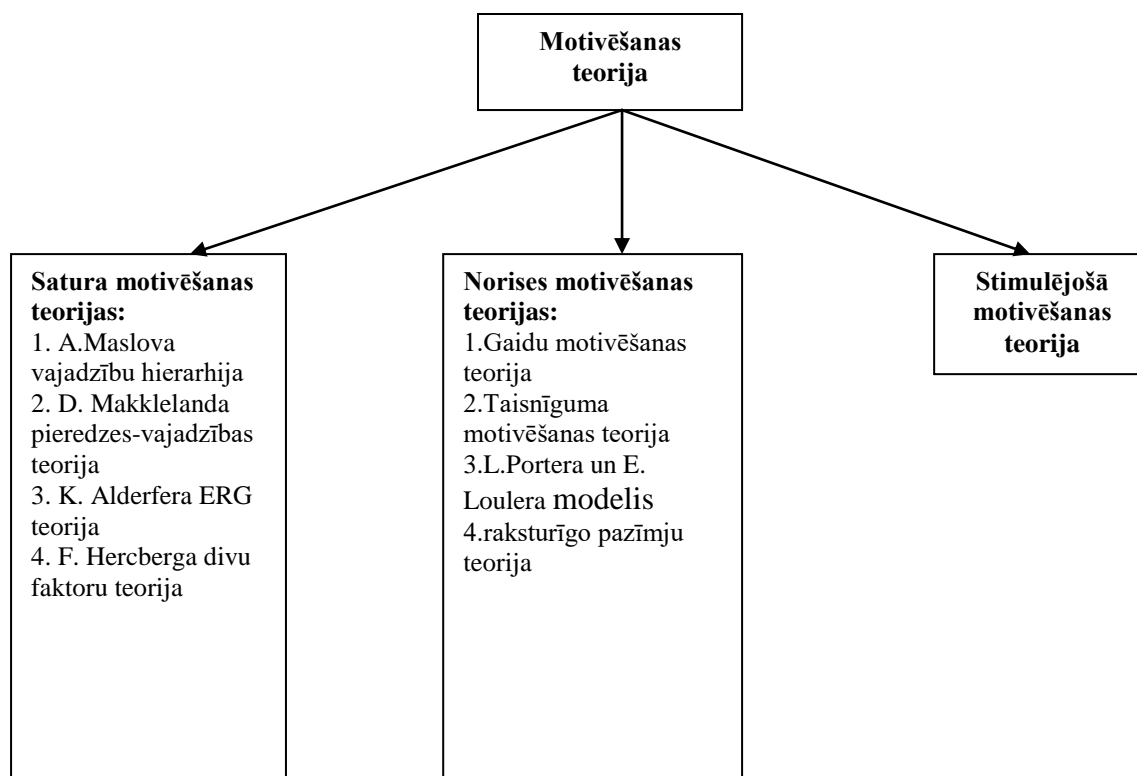 Motivēšanas
teorija
Satura motivēšanas
teorijas:
1. A.Maslova
vajadzību hierarhija
2. D. Makklelanda
pieredzes-vajadzības
teorija
3. K. Alderfera ERG
teorija
4. F. Hercberga divu
faktoru teorija
Norises motivēšanas
teorijas:
1.Gaidu motivēšanas
teorija
2.Taisnīguma
motivēšanas teorija
3.L.Portera un E.
Loulera modelis
4.raksturīgo pazīmju
teorija
Stimulējošā
motivēšanas
teorija